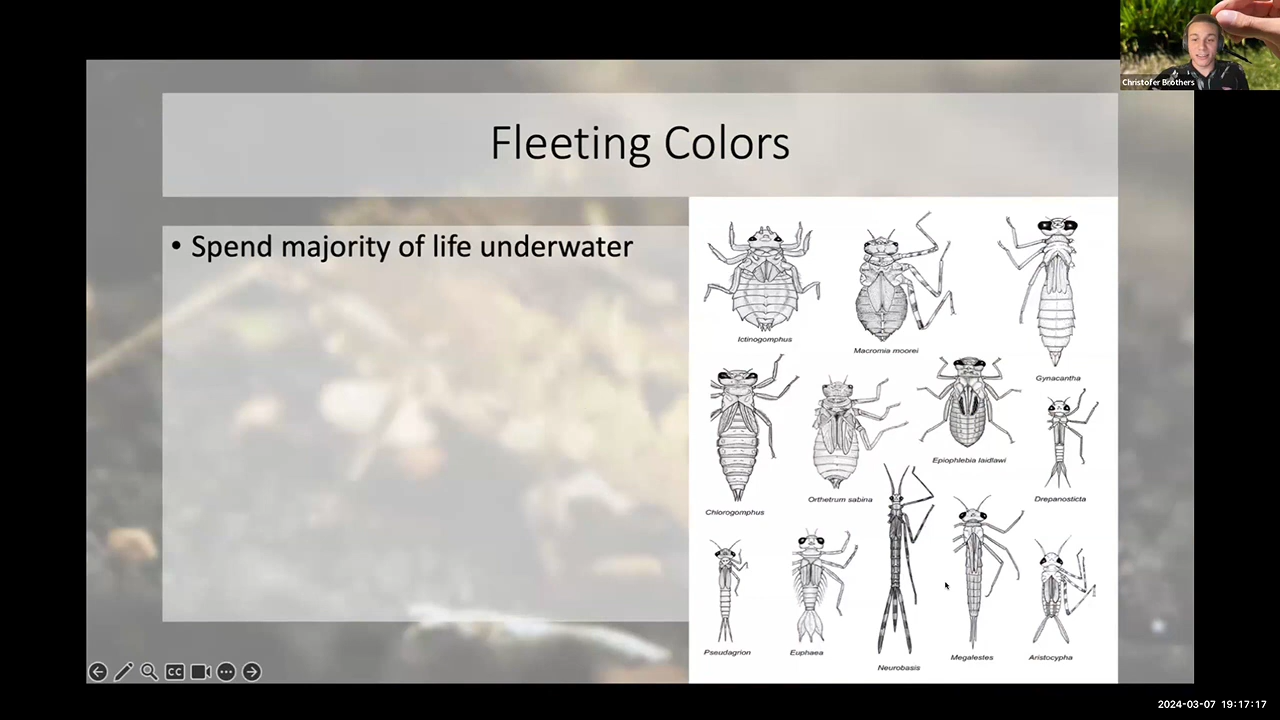 Christofer Brothers
Fleeting Colors
• Spend majority of life underwater
Ictinogomphus
Macromia moorei
Gynacantha
Chlorogomphus
Orthetrum sabina
Epiophlebia laidlawi
Drepanosticta
Pseudagrion
Euphaea
Neurobasis
Megalestes
Aristocypha
CC
2024-03-07 19:17:17